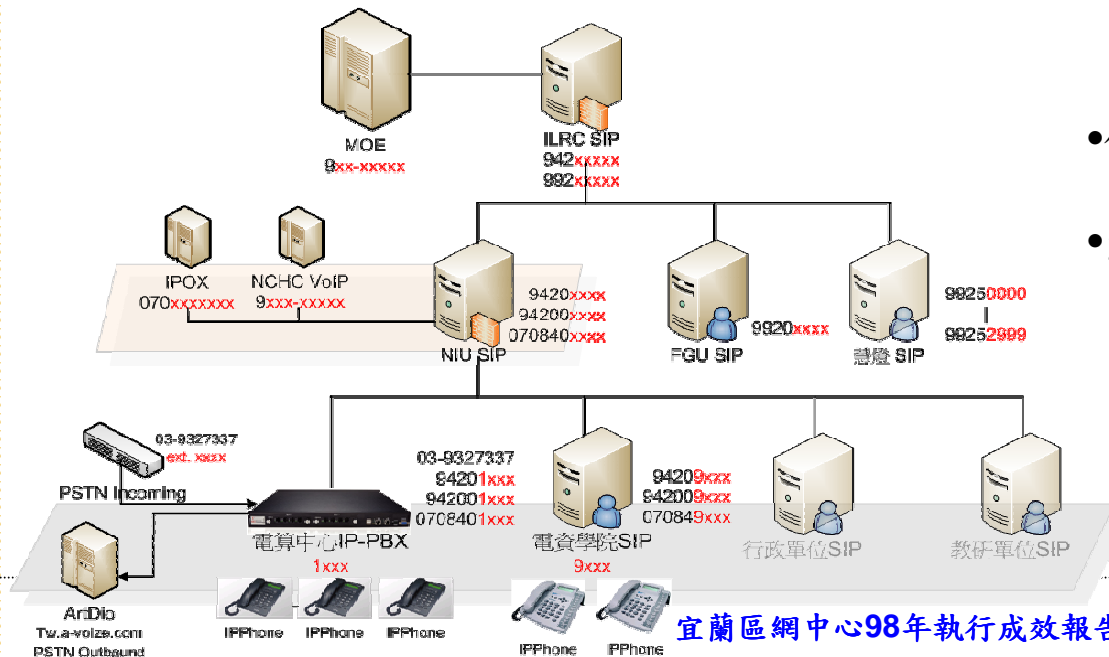 MOE
9xx-xxxxx
ILRC SIP
942xxxxx
992xxxxx
IPOX
070xxxxxxx
NCHC VoIP
9xxx-xxxxx
NIU SIP
9420xxxx
94200xxxx
070840xxxx
FGU SIP
9920xxxx
慧燈 SIP
99250000
|
99252999
03-9327337
ext. xxxx
PSTN Incoming
電算中心IP-PBX
1xxx
03-9327337
94201xxx
942001xxx
0708401xxx
電資學院SIP
9xxx
94209xxx
942009xxx
070849xxx
行政單位SIP
教研單位SIP
ArtDio
Tw.a-voize.com
PSTN Outbound
IPPhone
IPPhone
IPPhone
IPPhone
IPPhone
宜蘭區網中心98年執行成效報告